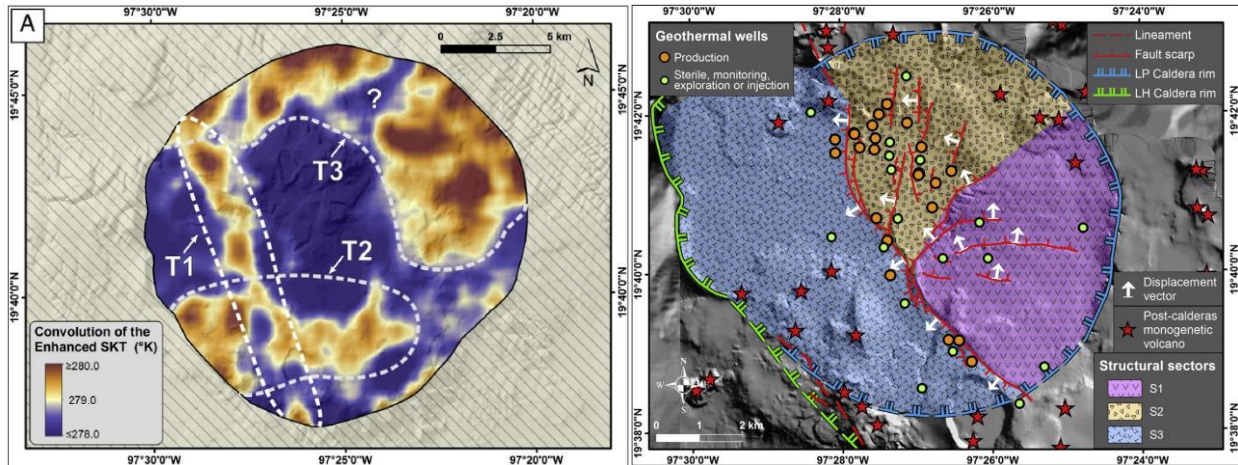 A
97°30'0"W
97°25'0"W
97°20'0"W
0
2.5
5 km
N
19°45'0"N
19°45'0"N
?
T3
T2
T1
19°40'0"N
19°40'0"N
Convolution of the
Enhanced SKT (°K)
≥280.0
279.0
≤278.0
97°30'0"W
97°25'0"W
97°20'0"W
97°30'0"W
97°28'0"W
97°26'0"W
97°24'0"W
Geothermal wells
Production
Sterile, monitoring,
exploration or injection
Lineament
Fault scarp
LP Caldera rim
LH Caldera rim
19°42'0"N
19°42'0"N
19°40'0"N
19°40'0"N
Displacement
vector
Post-calderas
monogenetic
volcano
Structural sectors
S1
S2
S3
N
W
E
S
0
1
2 km
19°38'0"N
19°38'0"N
97°30'0"W
97°28'0"W
97°26'0"W
97°24'0"W